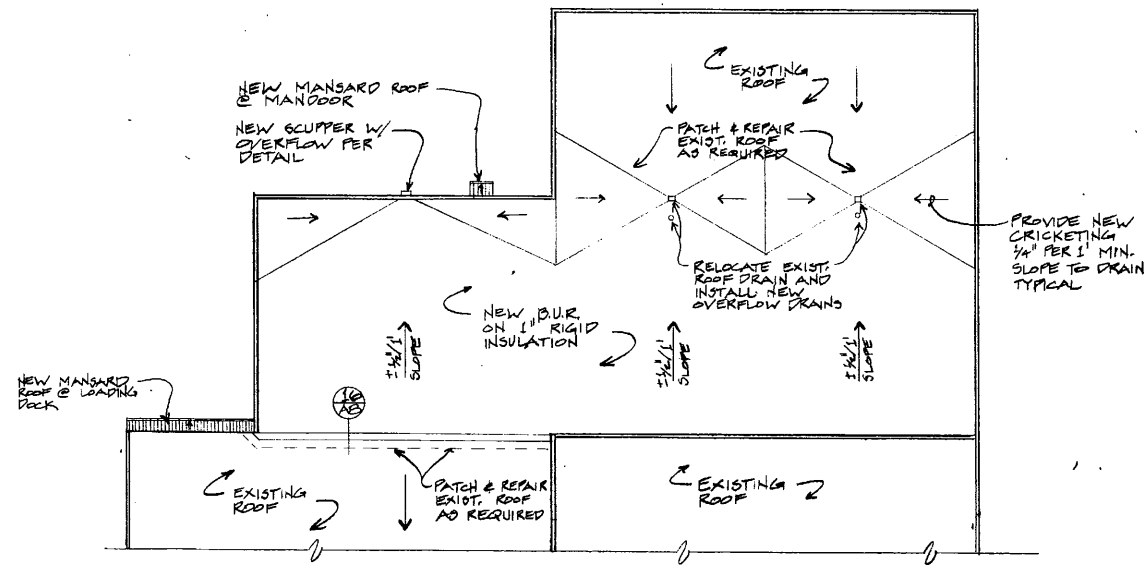 EXISTING
ROOF
NEW MANSARD ROOF
@ MANDOOR
NEW SCUPPER W/
OVERFLOW PER
DETAIL
PATCH & REPAIR
EXIST. ROOF
AS REQUIRED
PROVIDE NEW
CRICKETING
1/4" PER 1' MIN.
SLOPE TO DRAIN
TYPICAL
RELOCATE EXIST.
ROOF DRAIN AND
INSTALL NEW
OVERFLOW DRAINS
NEW B.U.R.
ON 1" RIGID
INSULATION
SLOPE
SLOPE
SLOPE
NEW MANSARD
ROOF @ LOADING
DOCK
16
EXISTING
ROOF
PATCH & REPAIR
EXIST. ROOF
AS REQUIRED
EXISTING
ROOF